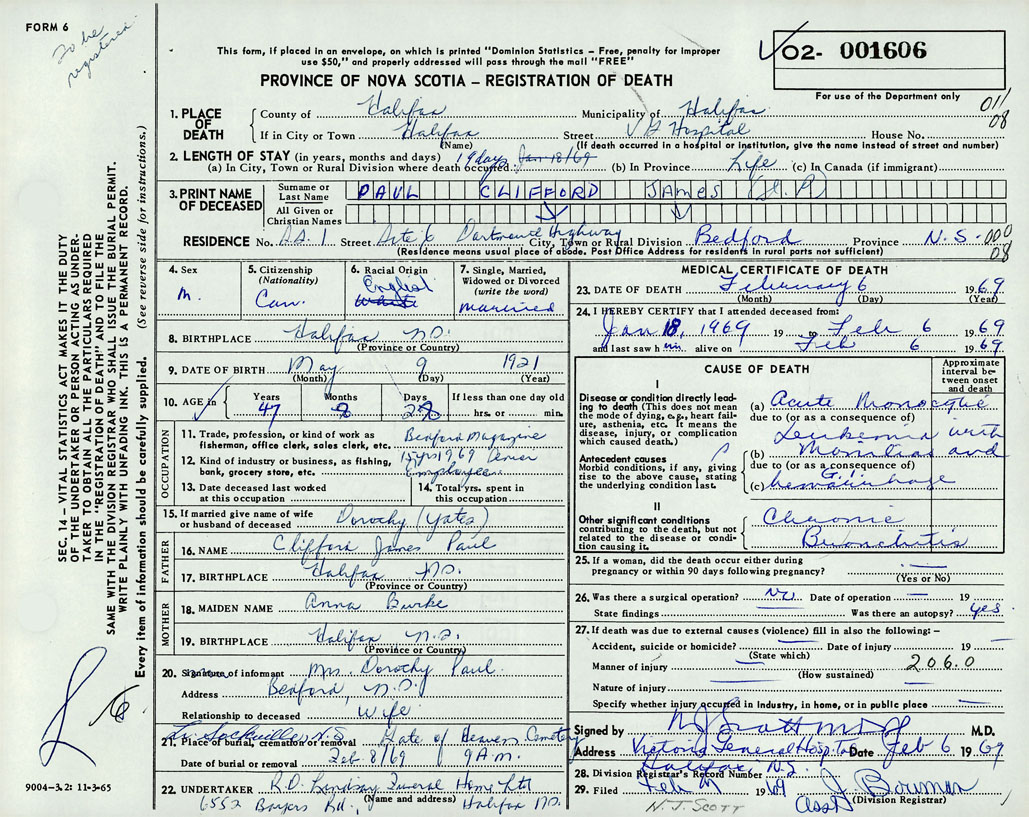 FORM 6
To be registered.
This form, if placed in an envelope, on which is printed "Dominion Statistics – Free, penalty for improper
use $50," and properly addressed will pass through the mail "FREE"
PROVINCE OF NOVA SCOTIA – REGISTRATION OF DEATH
02- 001606
For use of the Department only
011
08
1. PLACE OF DEATH
County of Halifax Municipality of Halifax
If in City or Town Halifax Street V G Hospital House No.
(Name) (If death occurred in a hospital or institution, give the name instead of street and number)
2. LENGTH OF STAY (in years, months and days) 19 days Jan 18/69
(a) In City, Town or Rural Division where death occurred. (b) In Province Life (c) In Canada (if immigrant)
3. PRINT NAME OF DECEASED
Surname or Last Name PAUL CLIFFORD JAMES
All Given or Christian Names
RESIDENCE No. RR. 1 Street Site 6 Dartmouth Highway City, Town or Rural Division Bedford Province N.S. 000
08
(Residence means usual place of abode. Post Office Address for residents in rural parts not sufficient)
4. Sex
M.
5. Citizenship
(Nationality)
Can.
6. Racial Origin
English
White
7. Single, Married, Widowed or Divorced
(write the word)
Married
8. BIRTHPLACE Halifax N.S.
(Province or Country)
9. DATE OF BIRTH May 9 1921
(Month) (Day) (Year)
10. AGE in
Years 47
Months 8
Days 28
If less than one day old
hrs. or min.
OCCUPATION
11. Trade, profession, or kind of work as fisherman, office clerk, sales clerk, etc. Bedford Magazine
12. Kind of industry or business, as fishing, bank, grocery store, etc.
Employee
13. Date deceased last worked at this occupation
14. Total yrs. spent in this occupation
15. If married give name of wife or husband of deceased Dorothy (Yates)
FATHER
16. NAME Clifford James Paul
17. BIRTHPLACE Halifax N.S.
(Province or Country)
MOTHER
18. MAIDEN NAME Anna Burke
19. BIRTHPLACE Halifax N.S.
(Province or Country)
20. Signature of informant Mrs. Dorothy Paul
Address Bedford, N.S.
Relationship to deceased Wife
Lr. Sackville, N.S.
21. Place of burial, cremation or removal Gate of Heaven Cemetery
Date of burial or removal Feb. 8/69 9 A.M.
22. UNDERTAKER R.D. Lindsay Funeral Home Ltd
(Name and address)
6552 Bayers Rd., Halifax N.S.
MEDICAL CERTIFICATE OF DEATH
23. DATE OF DEATH February 6 1969
(Month) (Day) (Year)
24. I HEREBY CERTIFY that I attended deceased from:
Jan 18, 1969 19 to Feb 6 1969
and last saw him alive on Feb 6 1969
CAUSE OF DEATH
Approximate interval between onset and death
I
Disease or condition directly leading to death (This does not mean the mode of dying, e.g., heart failure, asthenia, etc. It means the disease, injury, or complication which caused death.)
(a) Acute Monocytic
due to (or as a consequence of)
Leukemia with
Antecedent causes
Morbid conditions, if any, giving rise to the above cause, stating the underlying condition last.
(b) Monilias and
due to (or as a consequence of)
(c) G.I. hemorrhage
II
Other significant conditions contributing to the death, but not related to the disease or condition causing it.
Chronic
Bronchitis
25. If a woman, did the death occur either during pregnancy or within 90 days following pregnancy? —
(Yes or No)
26. Was there a surgical operation? No Date of operation — 19
State findings — Was there an autopsy? yes
27. If death was due to external causes (violence) fill in also the following: –
Accident, suicide or homicide? Date of injury 19
(State which)
Manner of injury 206.0
(How sustained)
Nature of injury
Specify whether injury occurred in Industry, in home, or in public place
Signed by N J Scott M.D.
Address Victoria General Hospital Date Feb 6 1969
Halifax, N.S.
28. Division Registrar's Record Number
29. Filed Feb 19 69 J. Bowman
Asst (Division Registrar)
N.J. SCOTT
SEC. 14 – VITAL STATISTICS ACT MAKES IT THE DUTY
OF THE UNDERTAKER OR PERSON ACTING AS UNDER-
TAKER TO OBTAIN ALL THE PARTICULARS REQUIRED
IN THE "REGISTRATION OF DEATH" AND TO FILE THE
SAME WITH THE DIVISION REGISTRAR WHO SHALL ISSUE THE BURIAL PERMIT.
WRITE PLAINLY WITH UNFADING INK. THIS IS A PERMANENT RECORD.
Every item of information should be carefully supplied. (See reverse side for instructions.)
9004-3.2: 11-3-65